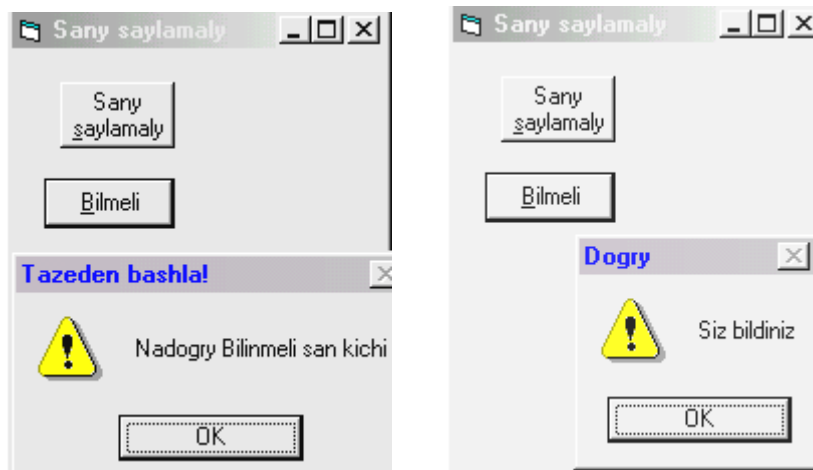 Sany saylamaly
Sany
saylamaly
Bilmeli
Tazeden bashla!
Nadogry Bilinmeli san kichi
OK
Sany saylamaly
Sany
saylamaly
Bilmeli
Dogry
Siz bildiniz
OK